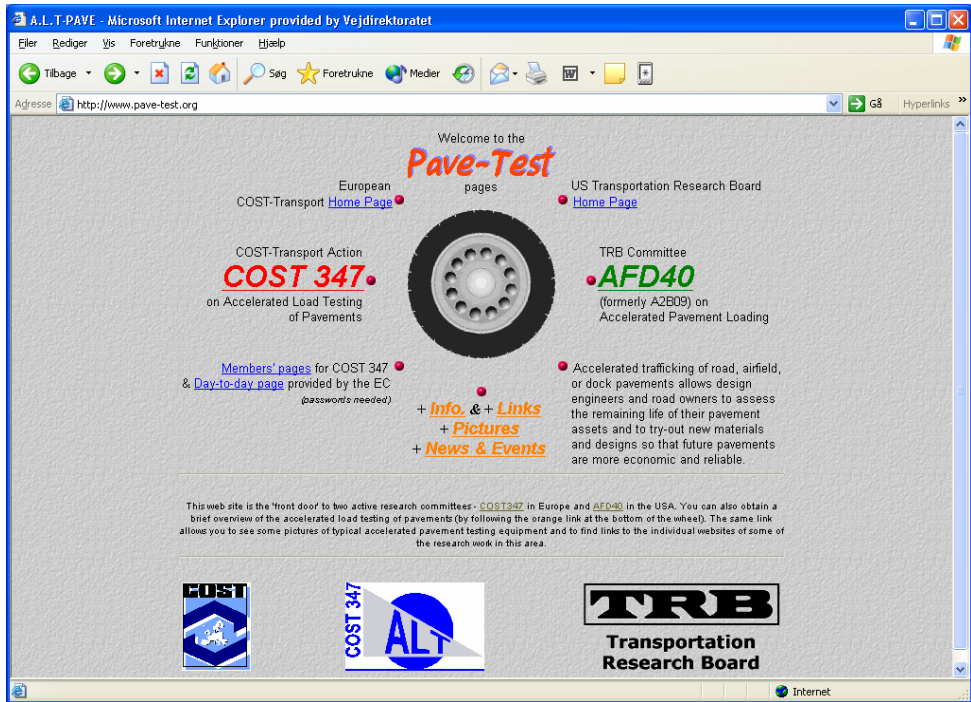 A.L.T-PAVE - Microsoft Internet Explorer provided by Vejdirektoratet
Filer Rediger Vis Foretrukne Funktioner Hjælp
Tilbage Søg Foretrukne Medier
Adresse http://www.pave-test.org Gå Hyperlinks »
Welcome to the
Pave-Test
pages
European
COST-Transport Home Page
US Transportation Research Board
Home Page
COST-Transport Action
COST 347
on Accelerated Load Testing
of Pavements
TRB Committee
AFD40
(formerly A2B09) on
Accelerated Pavement Loading
Members' pages for COST 347
& Day-to-day page provided by the EC
(passwords needed)
+ Info. & + Links
+ Pictures
+ News & Events
Accelerated trafficking of road, airfield,
or dock pavements allows design
engineers and road owners to assess
the remaining life of their pavement
assets and to try-out new materials
and designs so that future pavements
are more economic and reliable.
This web site is the 'front door' to two active research committees - COST347 in Europe and AFD40 in the USA. You can also obtain a
brief overview of the accelerated load testing of pavements (by following the orange link at the bottom of the wheel). The same link
allows you to see some pictures of typical accelerated pavement testing equipment and to find links to the individual websites of some of
the research work in this area.
COST
COST 347
ALT
TRB
Transportation
Research Board
Internet